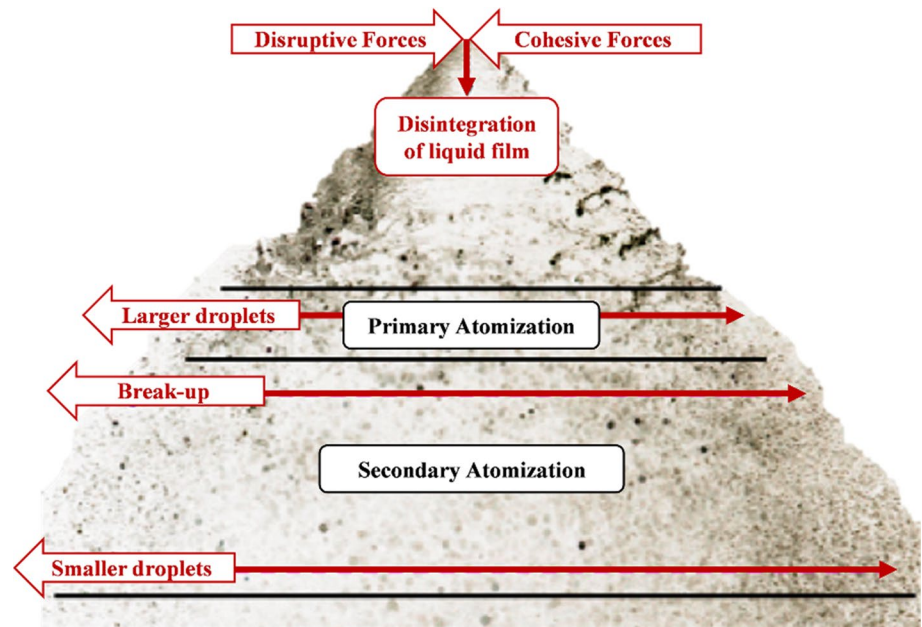 Disruptive Forces
Cohesive Forces
Disintegration
of liquid film
Larger droplets
Primary Atomization
Break-up
Secondary Atomization
Smaller droplets